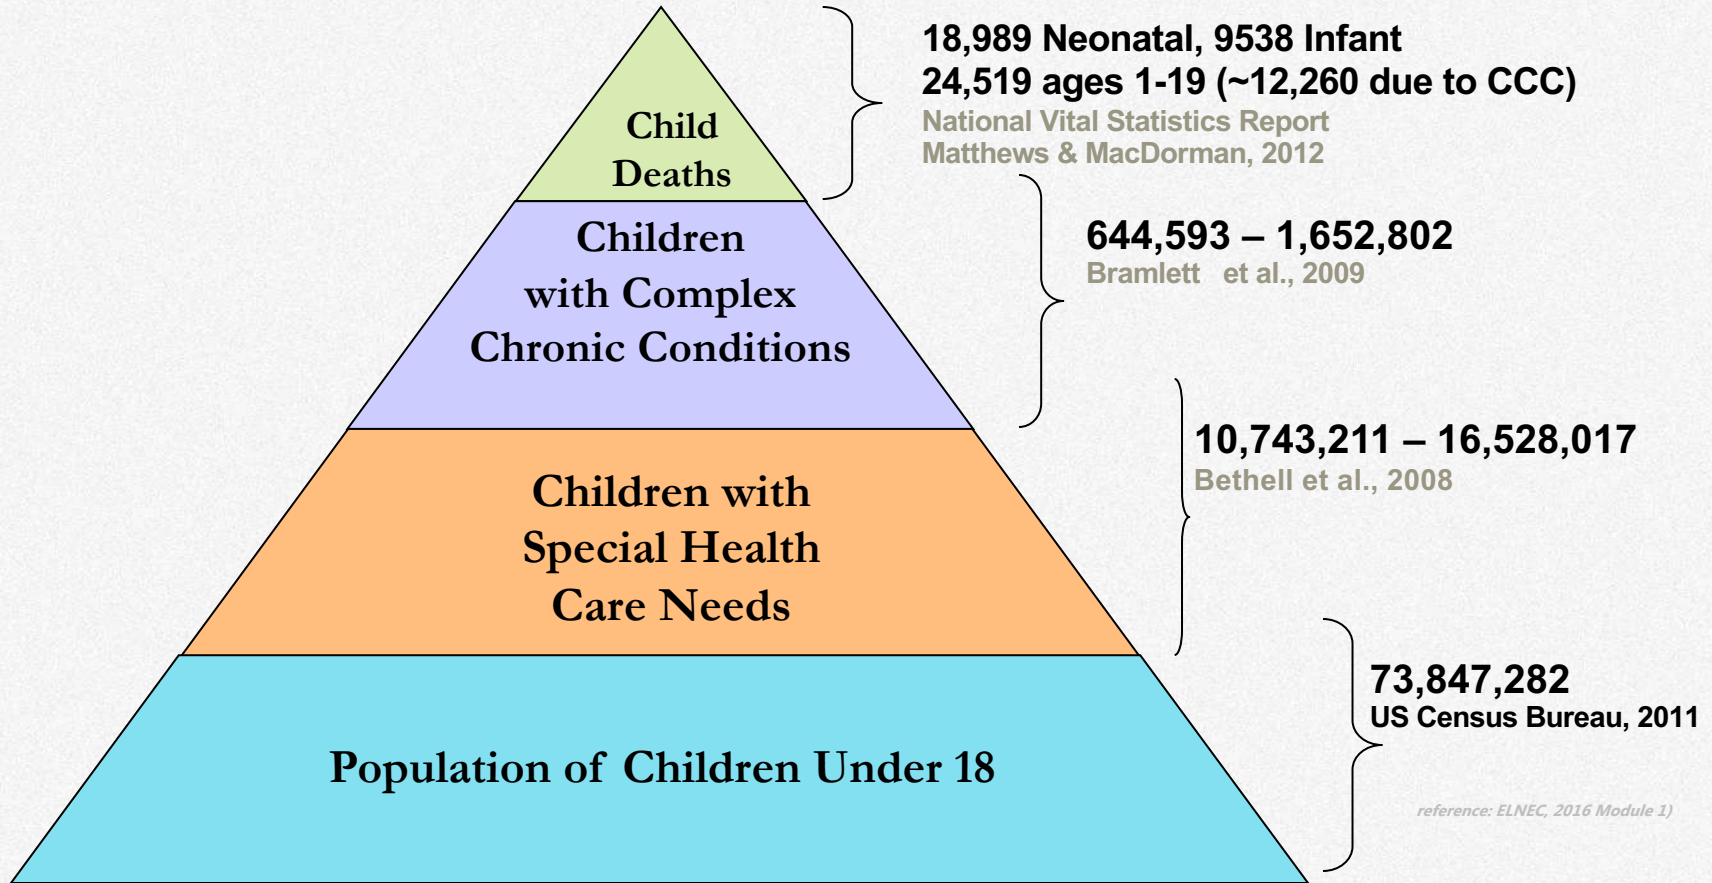 18,989 Neonatal, 9538 Infant
24,519 ages 1-19 (~12,260 due to CCC)
National Vital Statistics Report
Matthews & MacDorman, 2012
Child
Deaths
644,593 – 1,652,802
Bramlett et al., 2009
Children
with Complex
Chronic Conditions
10,743,211 – 16,528,017
Bethell et al., 2008
Children with
Special Health
Care Needs
73,847,282
US Census Bureau, 2011
Population of Children Under 18
reference: ELNEC, 2016 Module 1)